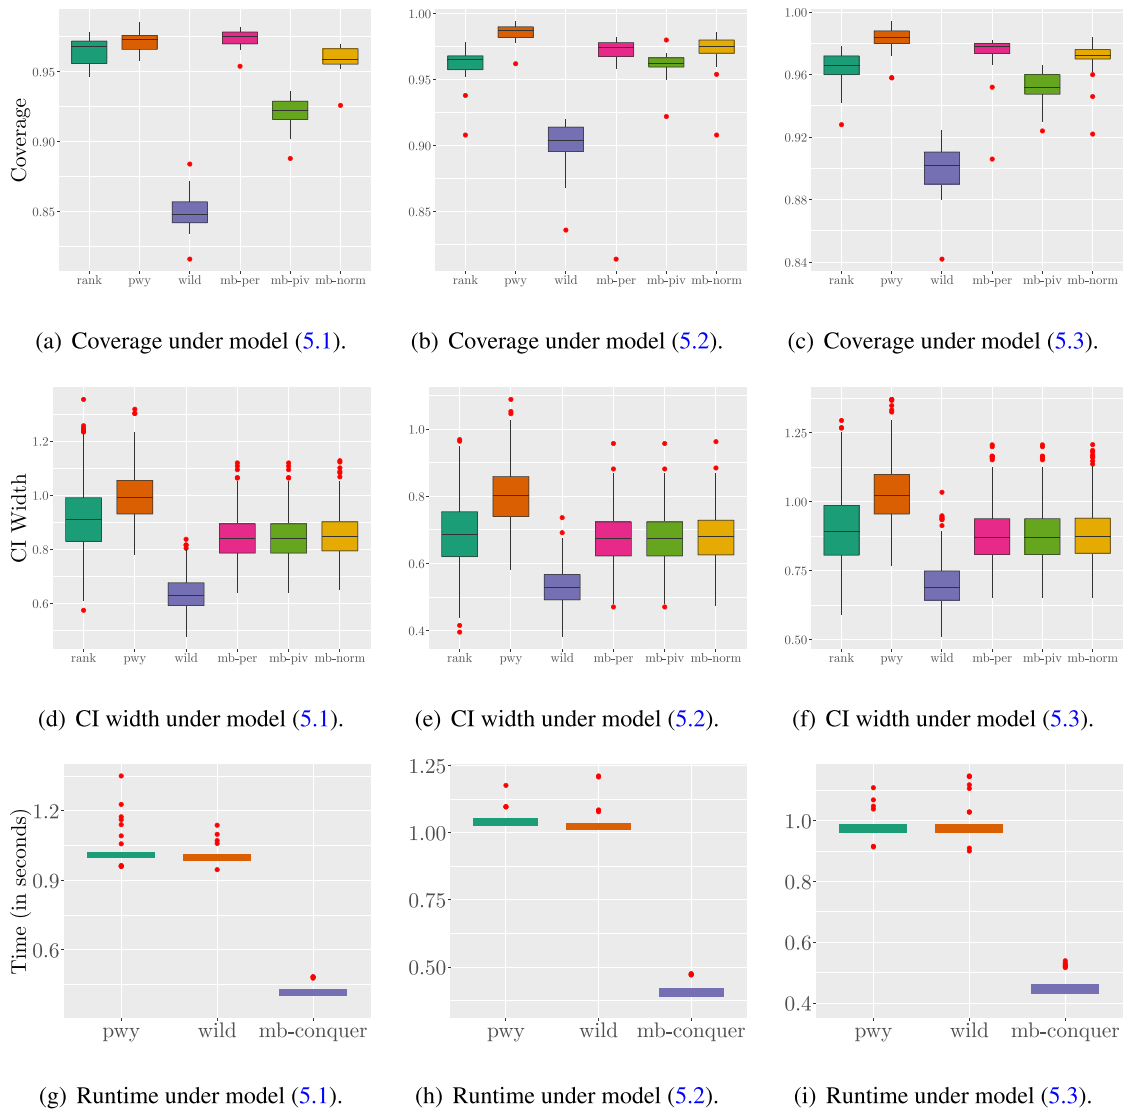 1.00
1.00
Coverage
0.95
0.90
0.85
0.95
0.90
0.85
0.96
0.92
0.88
0.84
rank pwy wild mb-per mb-piv mb-norm
rank pwy wild mb-per mb-piv mb-norm
rank pwy wild mb-per mb-piv mb-norm
(a) Coverage under model (5.1).
(b) Coverage under model (5.2).
(c) Coverage under model (5.3).
CI Width
1.2
1.0
0.8
0.6
1.0
0.8
0.6
0.4
1.25
1.00
0.75
0.50
rank pwy wild mb-per mb-piv mb-norm
rank pwy wild mb-per mb-piv mb-norm
rank pwy wild mb-per mb-piv mb-norm
(d) CI width under model (5.1).
(e) CI width under model (5.2).
(f) CI width under model (5.3).
Time (in seconds)
1.2
0.9
0.6
1.25
1.00
0.75
0.50
1.0
0.8
0.6
0.4
pwy wild mb-conquer
pwy wild mb-conquer
pwy wild mb-conquer
(g) Runtime under model (5.1).
(h) Runtime under model (5.2).
(i) Runtime under model (5.3).